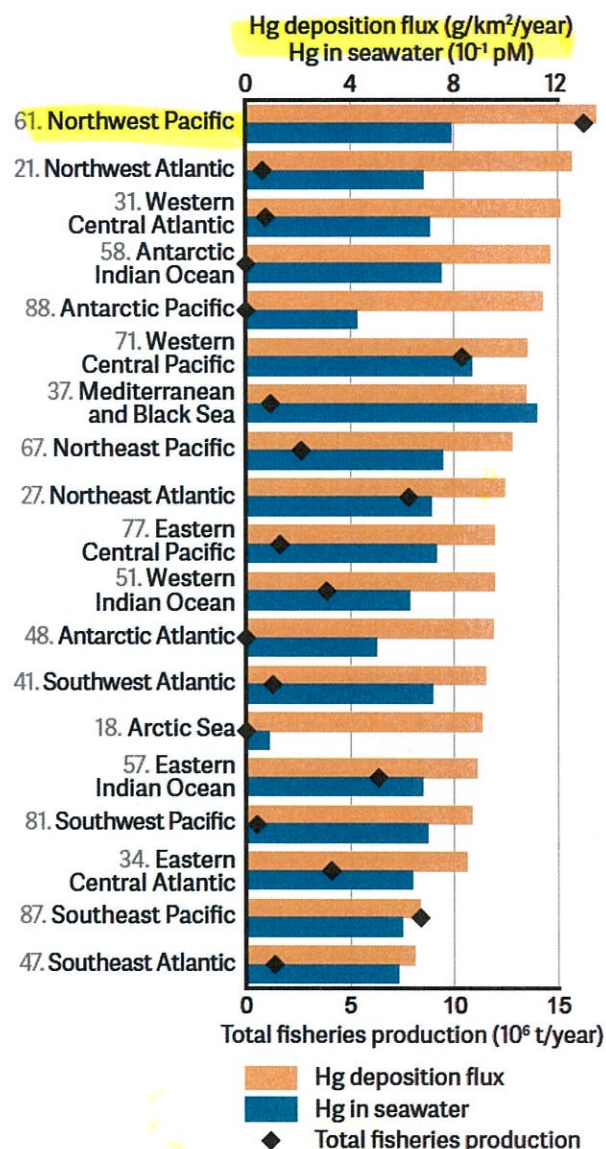 Hg deposition flux (g/km²/year)
Hg in seawater (10⁻¹ pM)
0 4 8 12
61. Northwest Pacific
21. Northwest Atlantic
31. Western
Central Atlantic
58. Antarctic
Indian Ocean
88. Antarctic Pacific
71. Western
Central Pacific
37. Mediterranean
and Black Sea
67. Northeast Pacific
27. Northeast Atlantic
77. Eastern
Central Pacific
51. Western
Indian Ocean
48. Antarctic Atlantic
41. Southwest Atlantic
18. Arctic Sea
57. Eastern
Indian Ocean
81. Southwest Pacific
34. Eastern
Central Atlantic
87. Southeast Pacific
47. Southeast Atlantic
0 5 10 15
Total fisheries production (10⁶ t/year)
Hg deposition flux
Hg in seawater
Total fisheries production